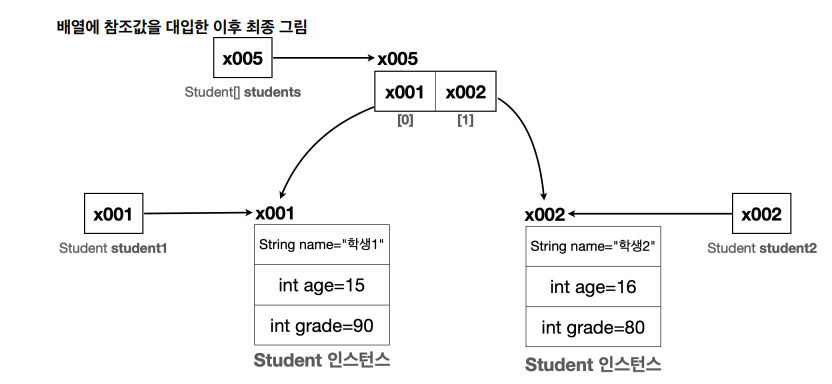 배열에 참조값을 대입한 이후 최종 그림
x005
x005
Student[] students
x001 x002
[0] [1]
x001
x001
x002
x002
Student student1
Student student2
String name="학생1"
int age=15
int grade=90
Student 인스턴스
String name="학생2"
int age=16
int grade=80
Student 인스턴스